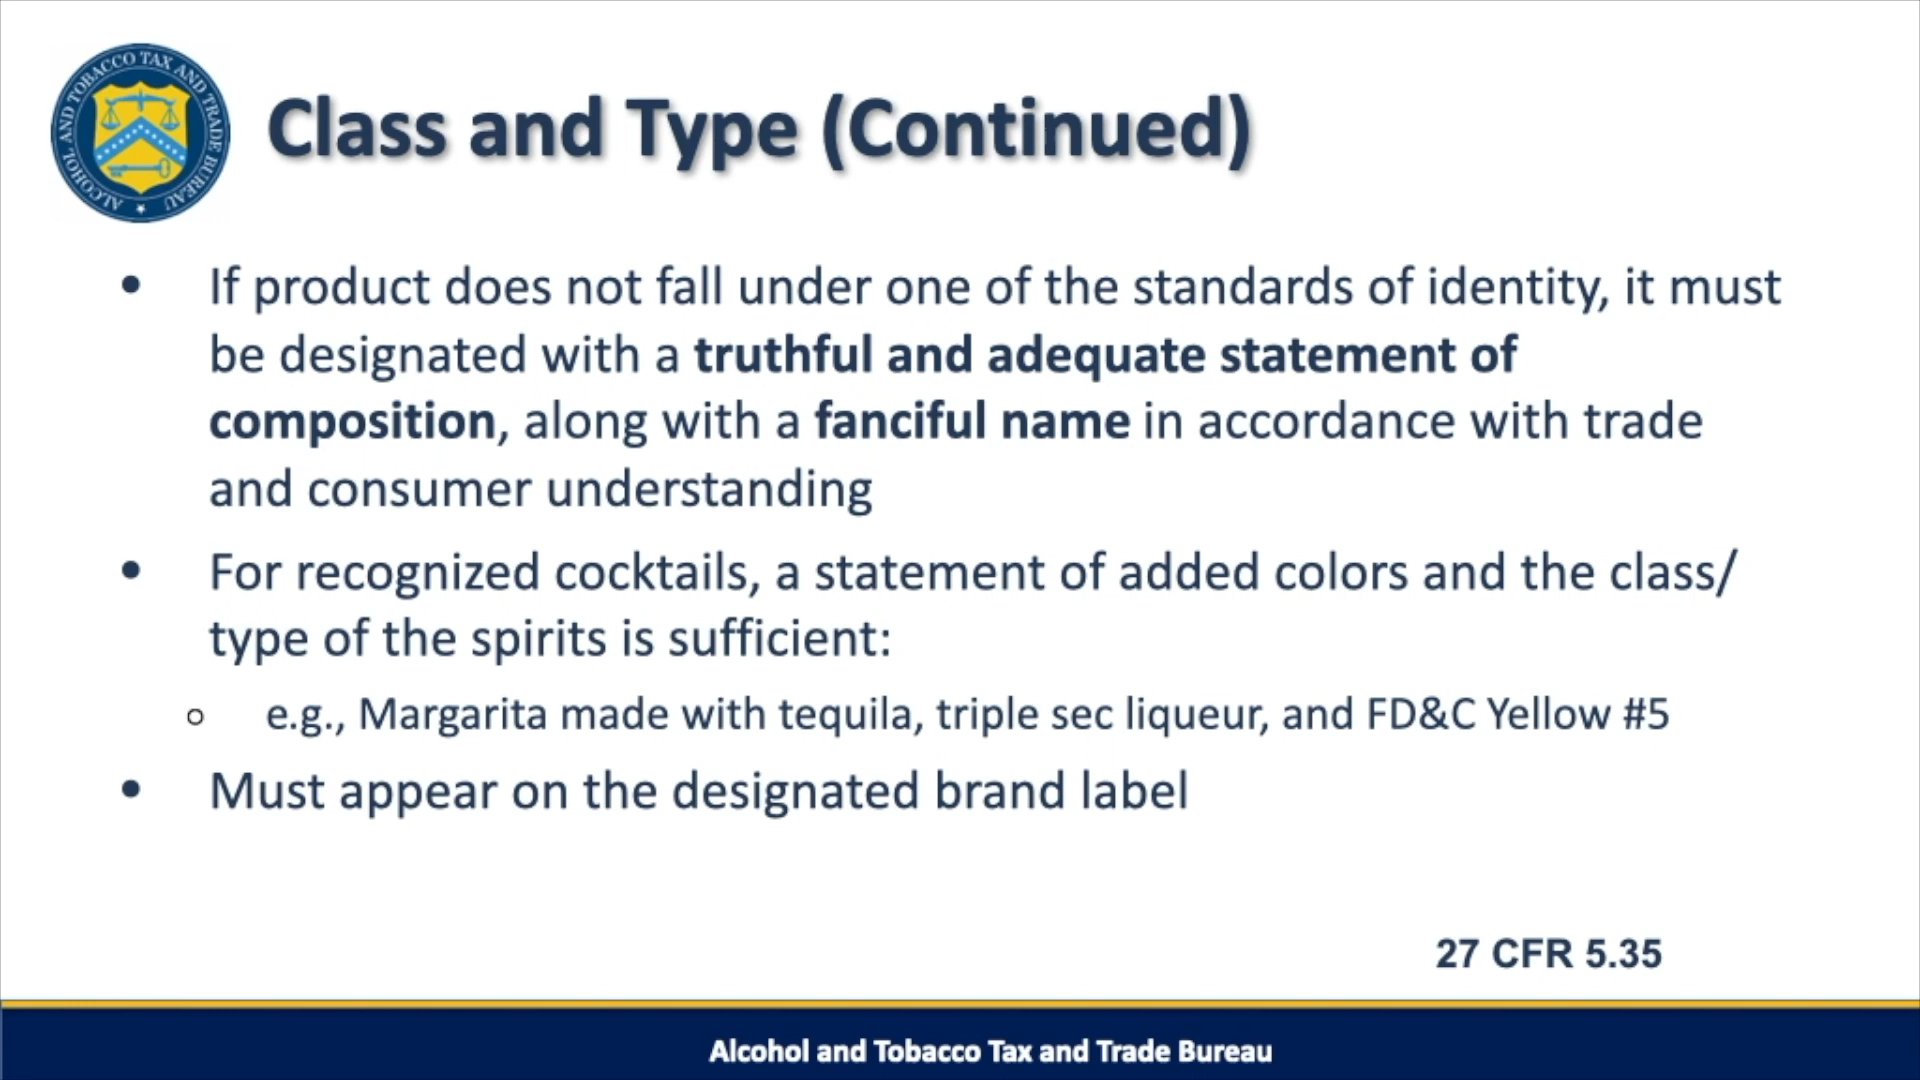 ALCOHOL AND TOBACCO TAX AND TRADE BUREAU
Class and Type (Continued)
• If product does not fall under one of the standards of identity, it must
be designated with a truthful and adequate statement of
composition, along with a fanciful name in accordance with trade
and consumer understanding
• For recognized cocktails, a statement of added colors and the class/
type of the spirits is sufficient:
o e.g., Margarita made with tequila, triple sec liqueur, and FD&C Yellow #5
• Must appear on the designated brand label
27 CFR 5.35
Alcohol and Tobacco Tax and Trade Bureau